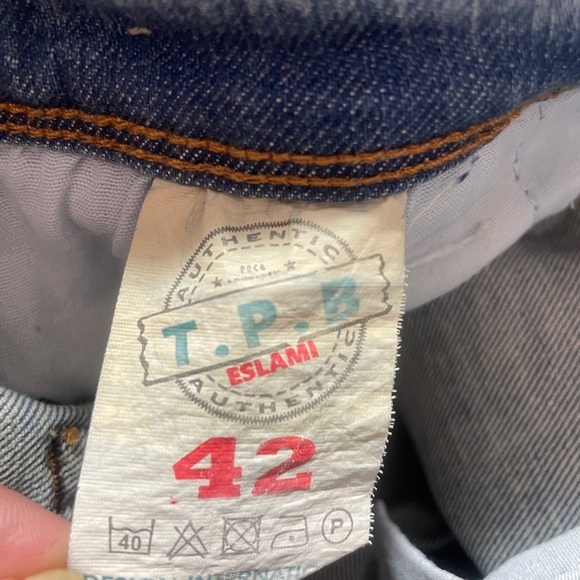 AUTHENTIC
T.P.B
ESLAMI
AUTHENTIC
42
40 P